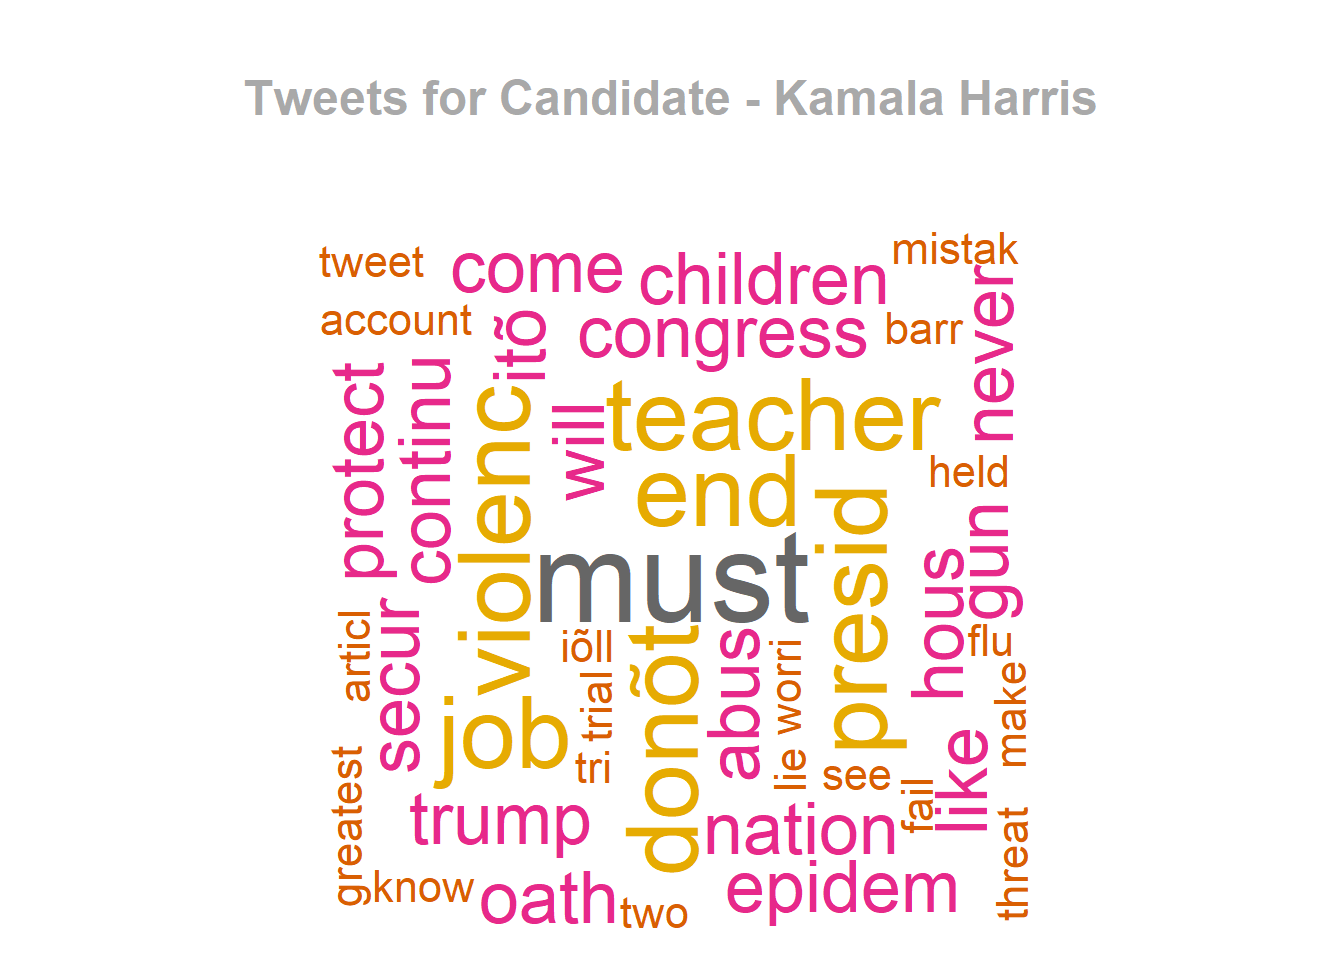 Tweets for Candidate - Kamala Harris
tweet
come
children
mistak
account
itõ
congress
barr
never
protect
continu
violenc
will
teacher
held
end
presid
gun
must
hous
articl
secur
iõll
donõt
abus
worri
flu
make
trial
job
tri
lie
see
like
fail
greatest
trump
nation
threat
know
oath
two
epidem